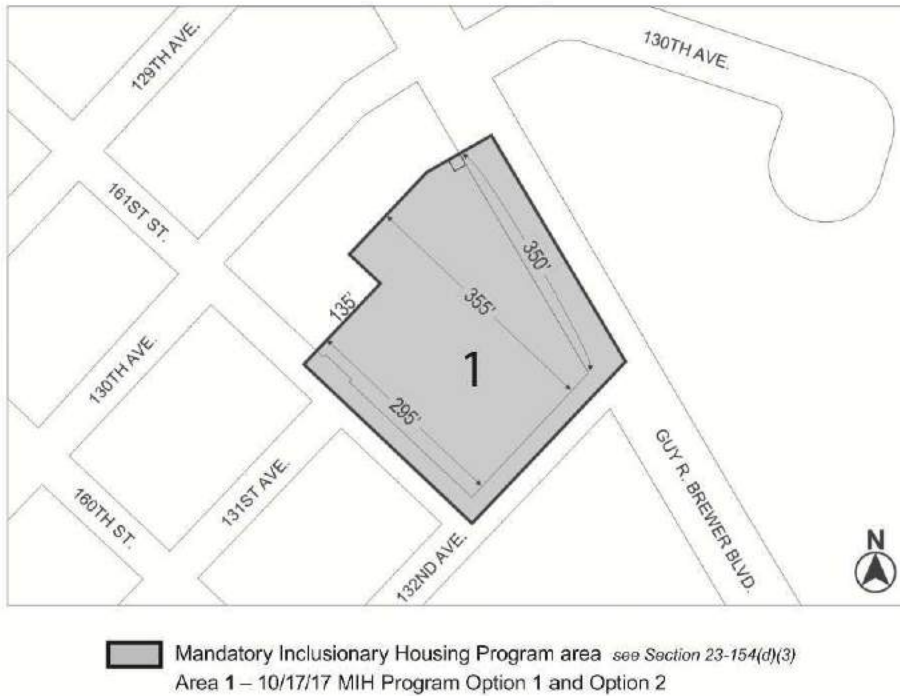 129TH AVE.
130TH AVE.
161ST ST.
350'
355'
135'
1
295'
130TH AVE.
131ST AVE.
160TH ST.
132ND AVE.
GUY R. BREWER BLVD.
N
Mandatory Inclusionary Housing Program area see Section 23-154(d)(3)
Area 1 – 10/17/17 MIH Program Option 1 and Option 2